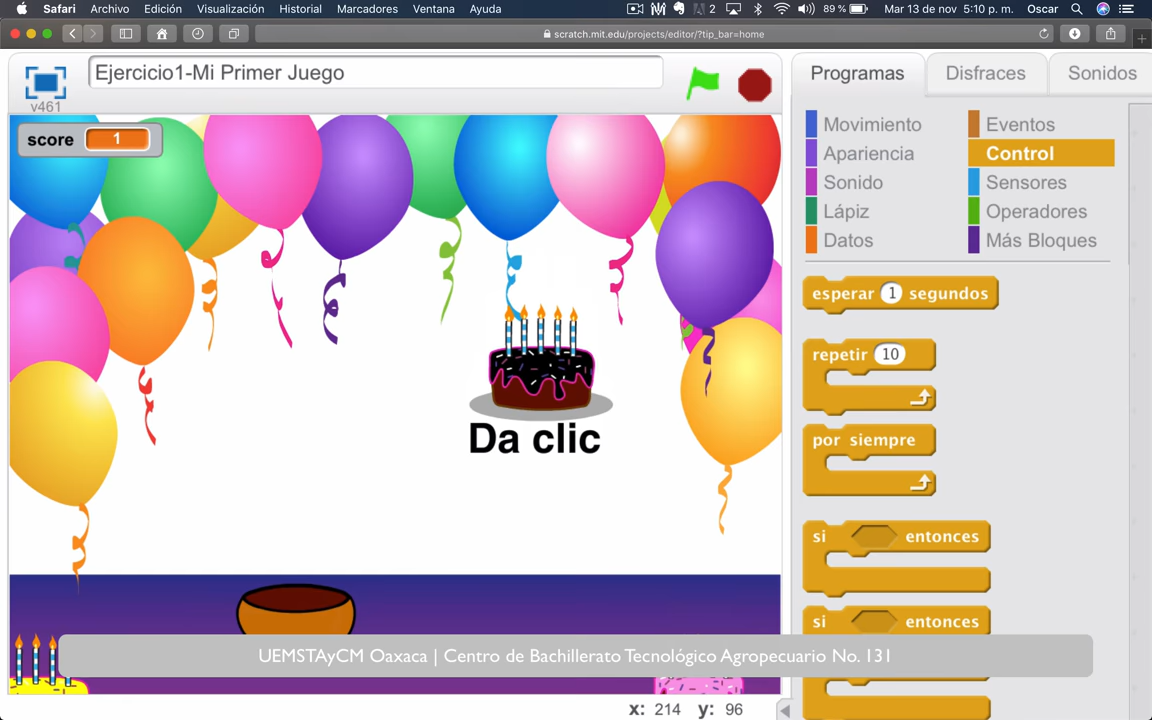 Safari Archivo Edición Visualización Historial Marcadores Ventana Ayuda 2 89 % Mar 13 de nov 5:10 p. m. Oscar
scratch.mit.edu/projects/editor/?tip_bar=home
Ejercicio1-Mi Primer Juego
v461
Programas Disfraces Sonidos
score 1
Movimiento Eventos
Apariencia Control
Sonido Sensores
Lápiz Operadores
Datos Más Bloques
esperar 1 segundos
repetir 10
por siempre
Da clic
si entonces
si entonces
UEMSTAyCM Oaxaca | Centro de Bachillerato Tecnológico Agropecuario No. 131
x: 214 y: 96